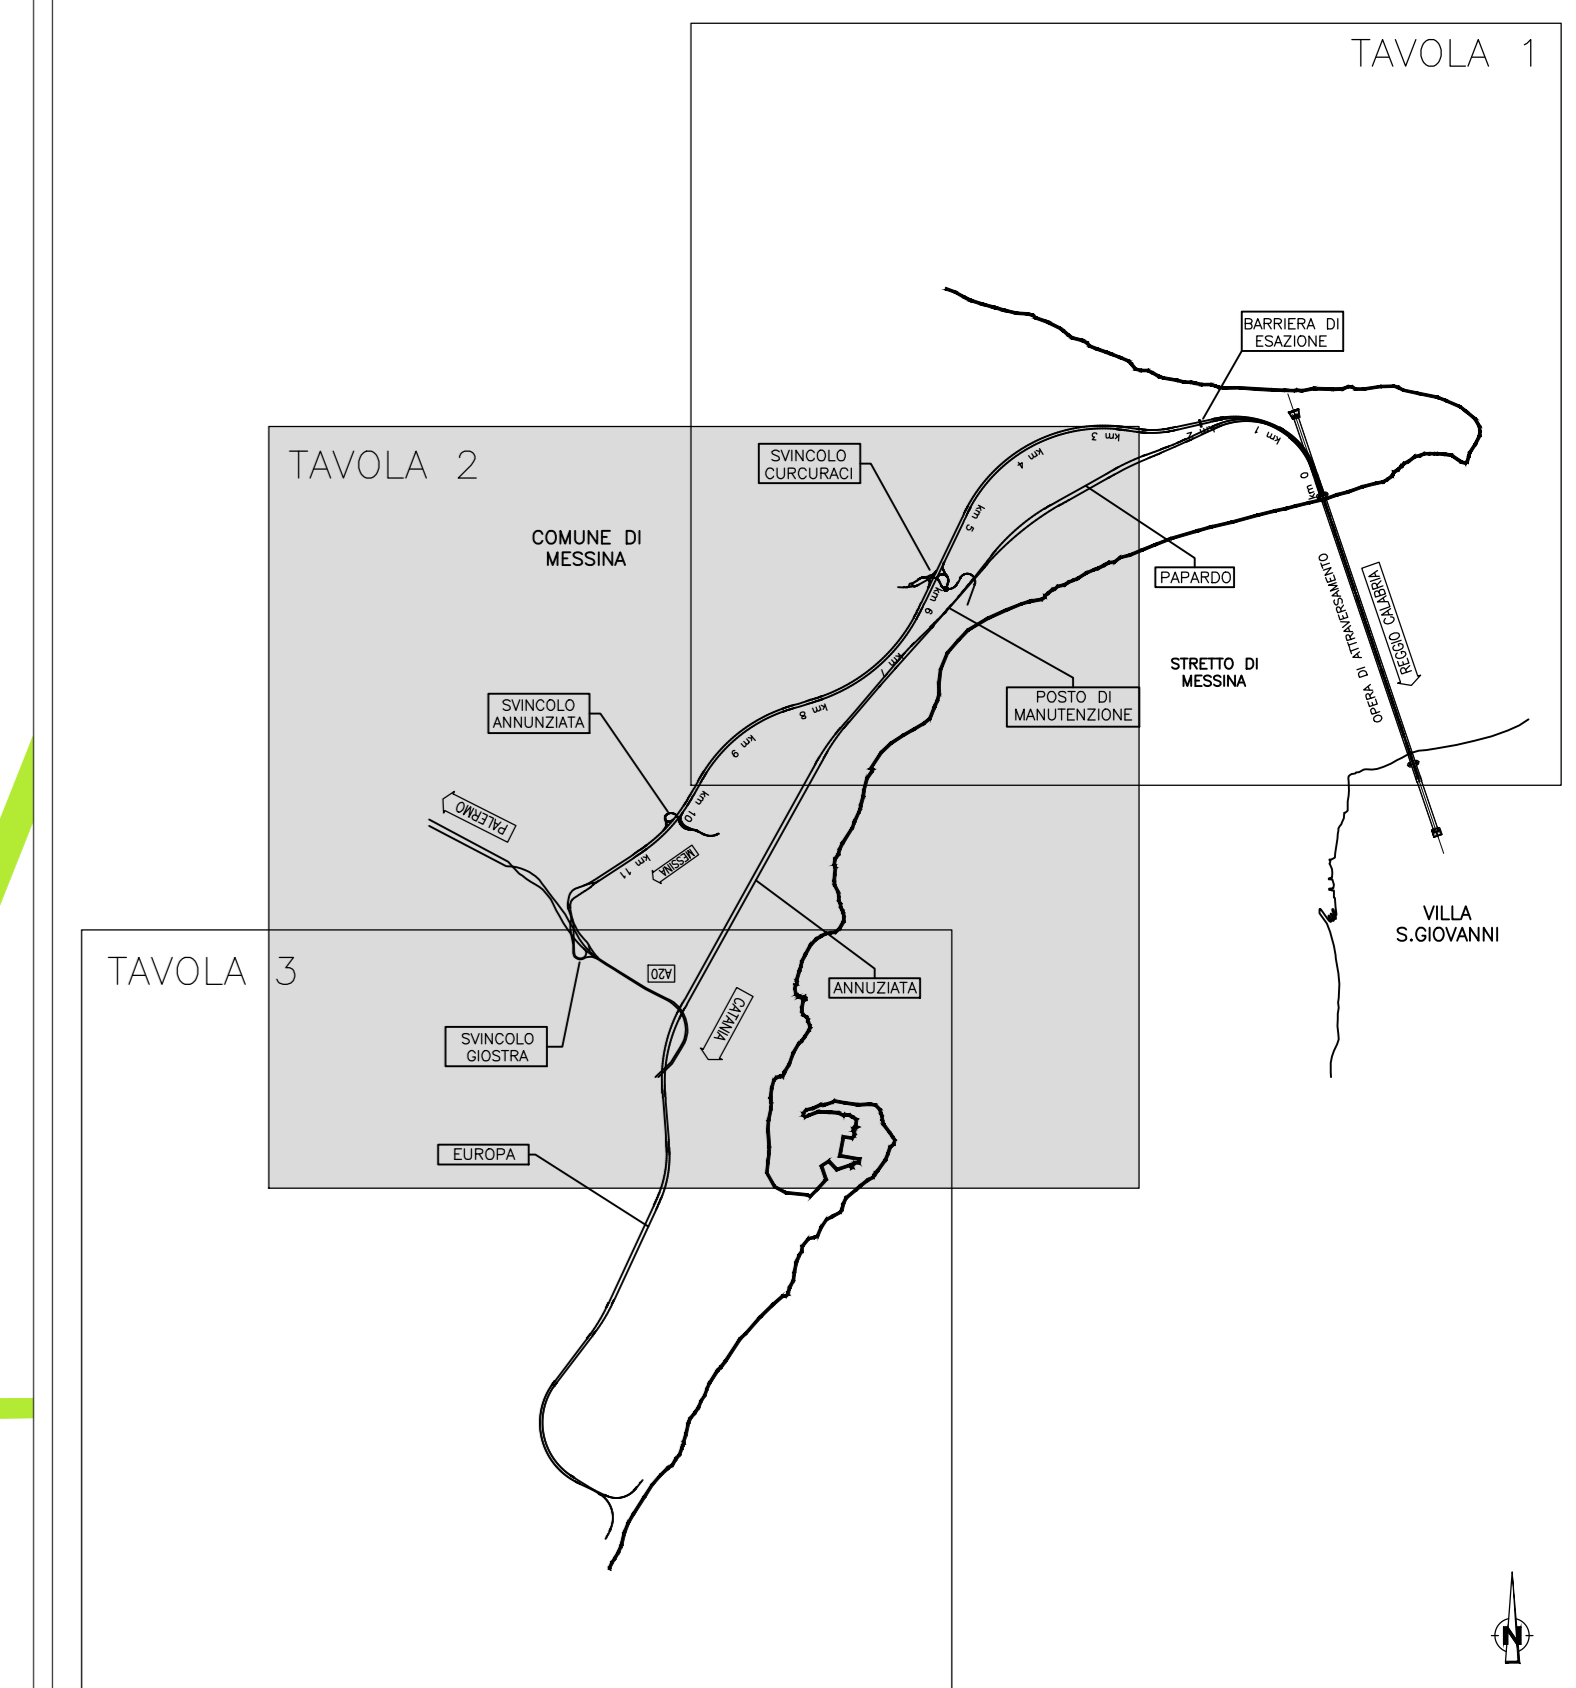 TAVOLA 1
BARRIERA DI
ESAZIONE
km 0
km 1
km 2
km 3
km 4
km 5
km 6
km 7
km 8
km 9
km 10
km 11
TAVOLA 2
SVINCOLO
CURCURACI
COMUNE DI
MESSINA
PAPARDO
OPERA DI ATTRAVERSAMENTO
REGGIO CALABRIA
STRETTO DI
MESSINA
POSTO DI
MANUTENZIONE
SVINCOLO
ANNUNZIATA
PALERMO
MESSINA
VILLA
S.GIOVANNI
TAVOLA 3
A20
ANNUZIATA
CATANIA
SVINCOLO
GIOSTRA
EUROPA
N